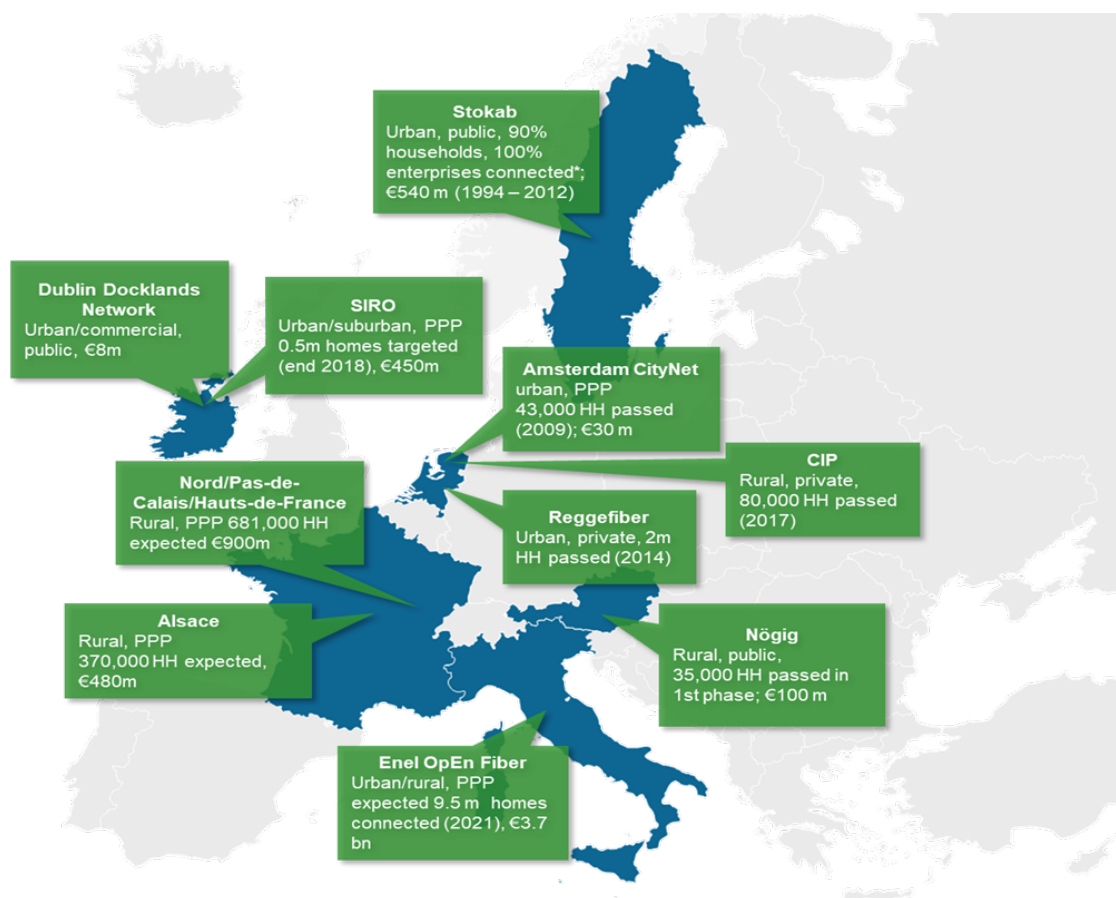 Stokab
Urban, public, 90%
households, 100%
enterprises connected*;
€540 m (1994 – 2012)
Dublin Docklands
Network
Urban/commercial,
public, €8m
SIRO
Urban/suburban, PPP
0.5m homes targeted
(end 2018), €450m
Amsterdam CityNet
urban, PPP
43,000 HH passed
(2009); €30 m
CIP
Rural, private,
80,000 HH passed
(2017)
Nord/Pas-de-
Calais/Hauts-de-France
Rural, PPP 681,000 HH
expected €900m
Reggefiber
Urban, private, 2m
HH passed (2014)
Alsace
Rural, PPP
370,000 HH expected,
€480m
Nögig
Rural, public,
35,000 HH passed in
1st phase; €100 m
Enel OpEn Fiber
Urban/rural, PPP
expected 9.5 m homes
connected (2021), €3.7
bn